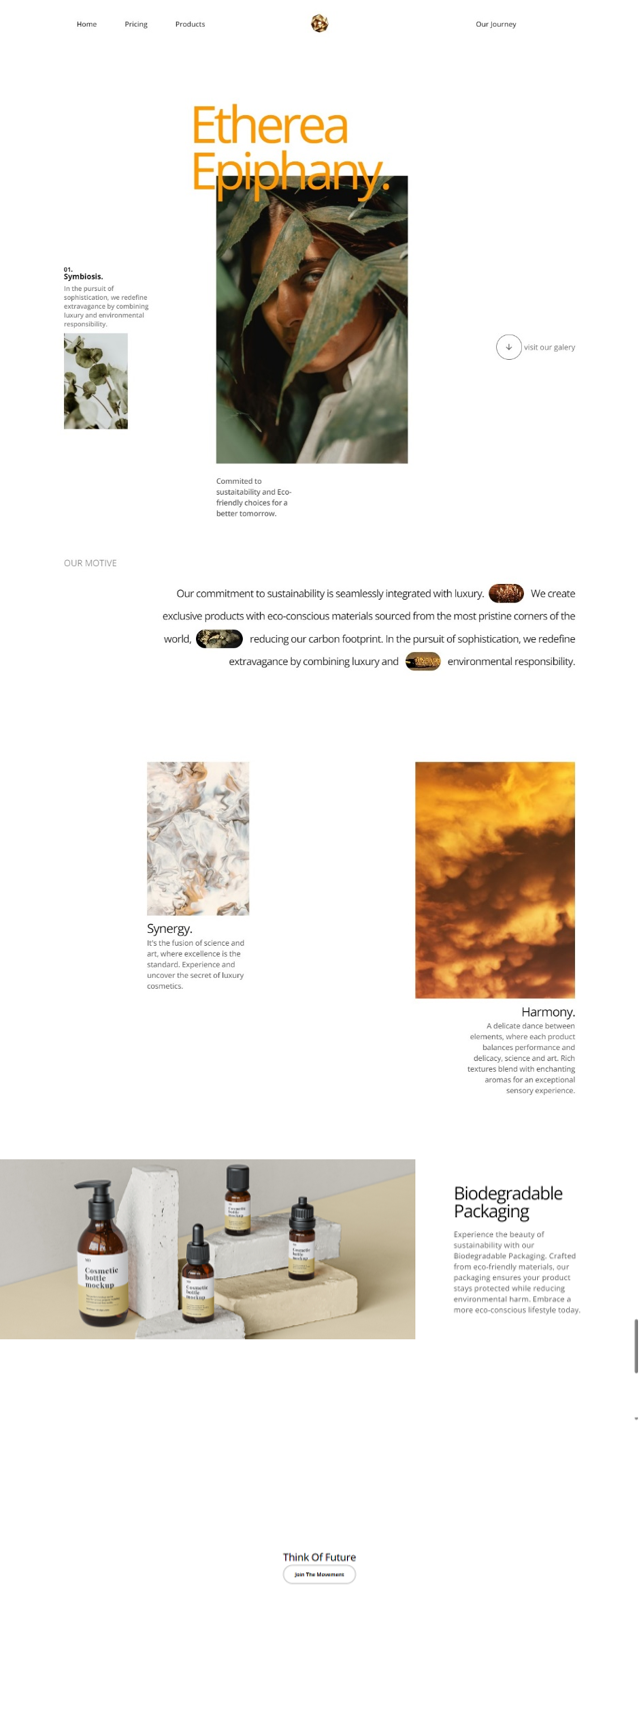 Home
Pricing
Products
Our Journey
Etherea
Epiphany.
01.
Symbiosis.
In the pursuit of
sophistication, we redefine
extravagance by combining
luxury and environmental
responsibility.
visit our galery
Commited to
sustaitability and Eco-
friendly choices for a
better tomorrow.
OUR MOTIVE
Our commitment to sustainability is seamlessly integrated with luxury. We create
exclusive products with eco-conscious materials sourced from the most pristine corners of the
world, reducing our carbon footprint. In the pursuit of sophistication, we redefine
extravagance by combining luxury and environmental responsibility.
Synergy.
It's the fusion of science and
art, where excellence is the
standard. Experience and
uncover the secret of luxury
cosmetics.
Harmony.
A delicate dance between
elements, where each product
balances performance and
delicacy, science and art. Rich
textures blend with enchanting
aromas for an exceptional
sensory experience.
Cosmetic
bottle
mockup
Cosmetic
bottle
mockup
Cosmetic
bottle
mockup
Cosmetic
bottle
mockup
Biodegradable
Packaging
Experience the beauty of
sustainability with our
Biodegradable Packaging. Crafted
from eco-friendly materials, our
packaging ensures your product
stays protected while reducing
environmental harm. Embrace a
more eco-conscious lifestyle today.
Think Of Future
Join The Movement